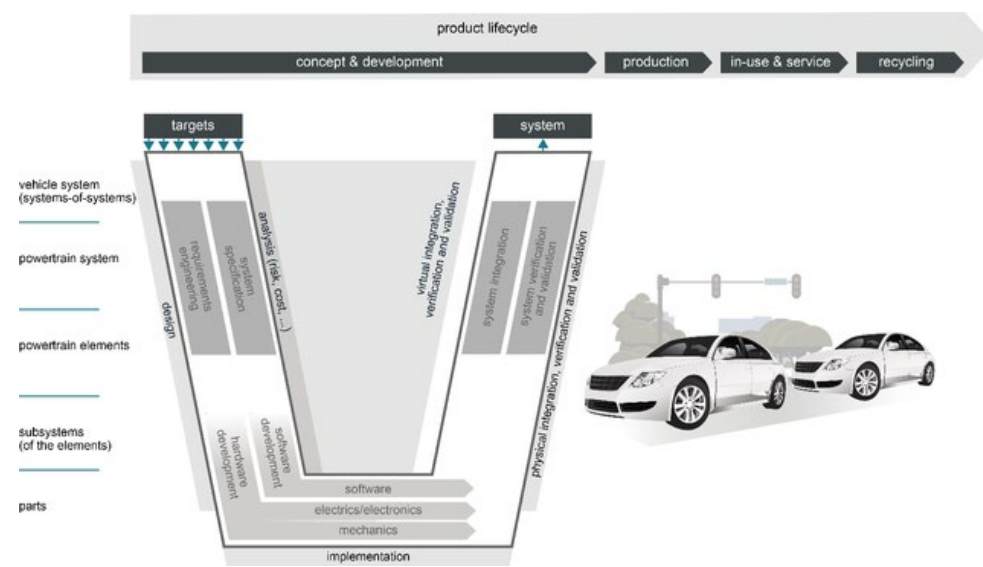 product lifecycle
concept & development
production
in-use & service
recycling
targets
system
vehicle system
(systems-of-systems)
powertrain system
powertrain elements
subsystems
(of the elements)
parts
design
requirements
engineering
system
specification
analysis (risk, cost, ...)
virtual integration,
verification and validation
system integration
system verification
and validation
physical integration, verification and validation
hardware
development
software
development
software
electrics/electronics
mechanics
implementation